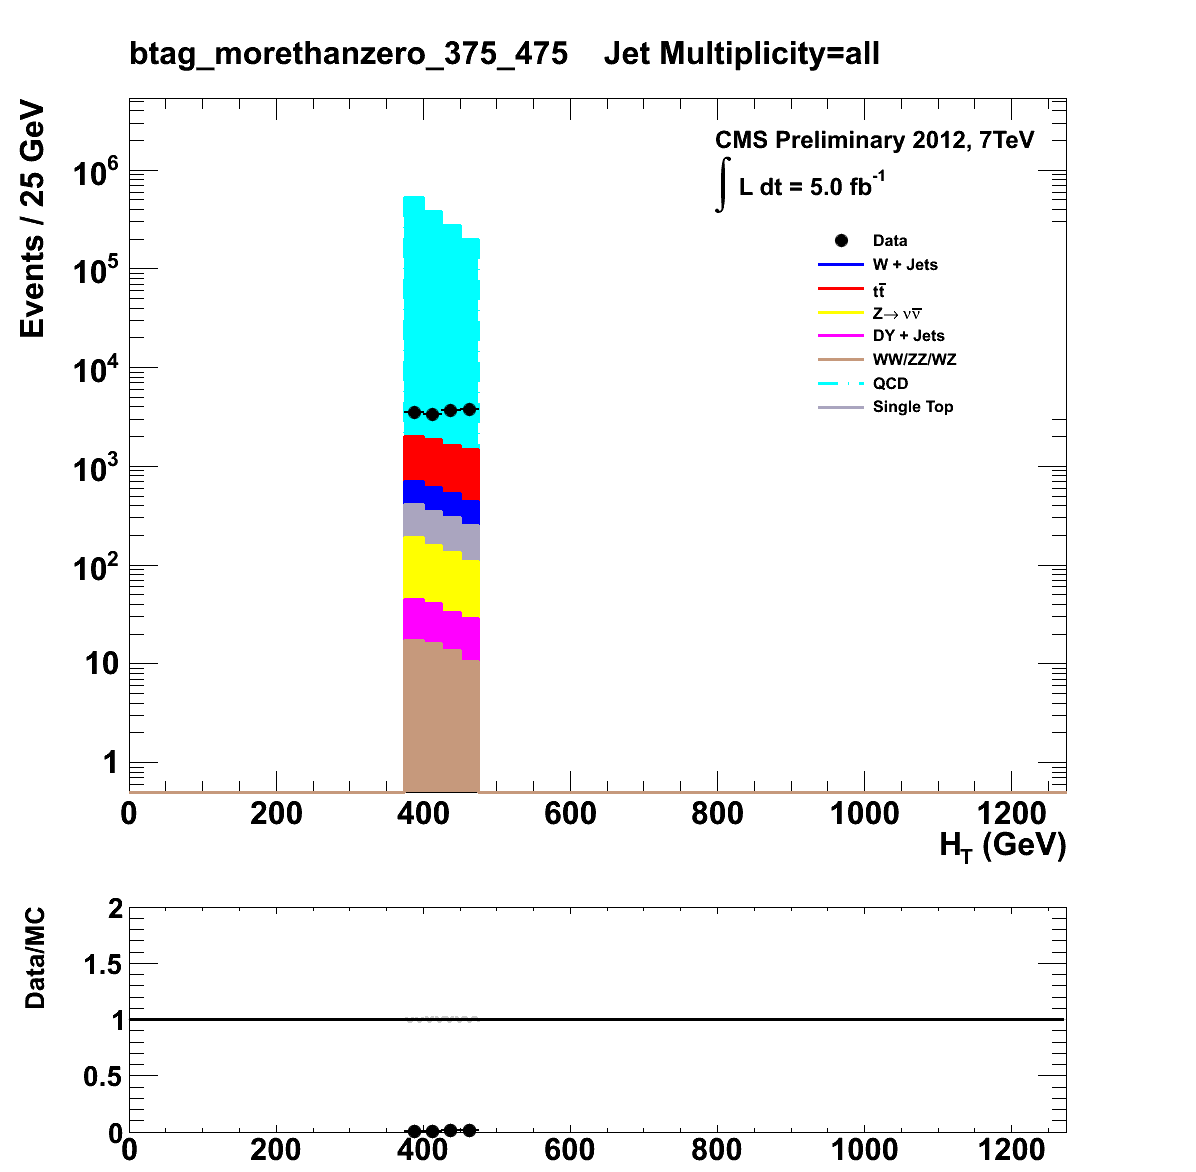 btag_morethanzero_375_475 Jet Multiplicity=all
Events / 25 GeV
CMS Preliminary 2012, 7TeV
∫ L dt = 5.0 fb⁻¹
Data
W + Jets
tt̅
Z→ νν̅
DY + Jets
WW/ZZ/WZ
QCD
Single Top
10⁶
10⁵
10⁴
10³
10²
10
1
0 200 400 600 800 1000 1200
H_T (GeV)
Data/MC
2
1.5
1
0.5
0
0 200 400 600 800 1000 1200